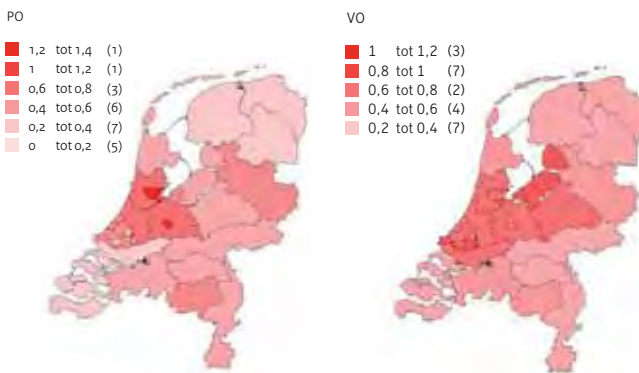 PO
1,2 tot 1,4 (1)
1 tot 1,2 (1)
0,6 tot 0,8 (3)
0,4 tot 0,6 (6)
0,2 tot 0,4 (7)
0 tot 0,2 (5)
VO
1 tot 1,2 (3)
0,8 tot 1 (7)
0,6 tot 0,8 (2)
0,4 tot 0,6 (4)
0,2 tot 0,4 (7)